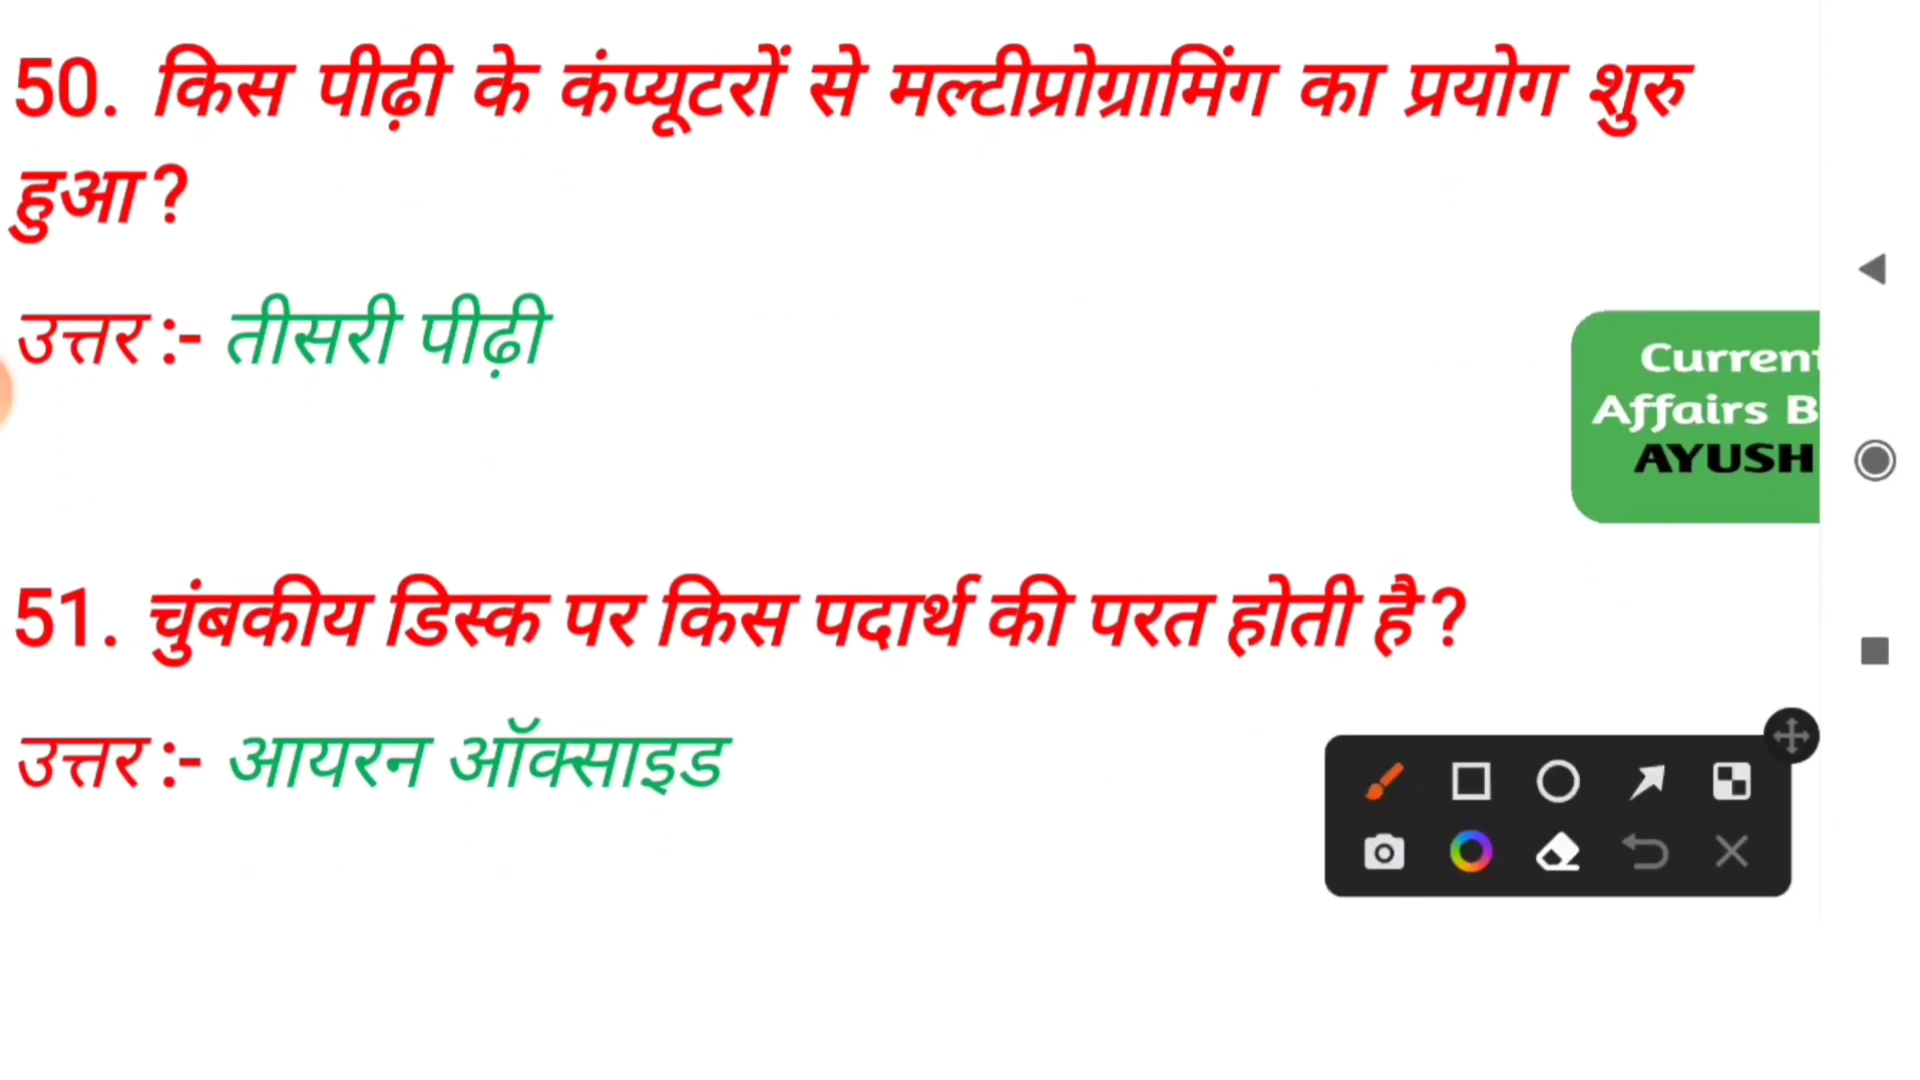 50. किस पीढ़ी के कंप्यूटरों से मल्टीप्रोग्रामिंग का प्रयोग शुरु
हुआ?
उत्तर :- तीसरी पीढ़ी
Current
Affairs B
AYUSH
51. चुंबकीय डिस्क पर किस पदार्थ की परत होती है?
उत्तर :- आयरन ऑक्साइड